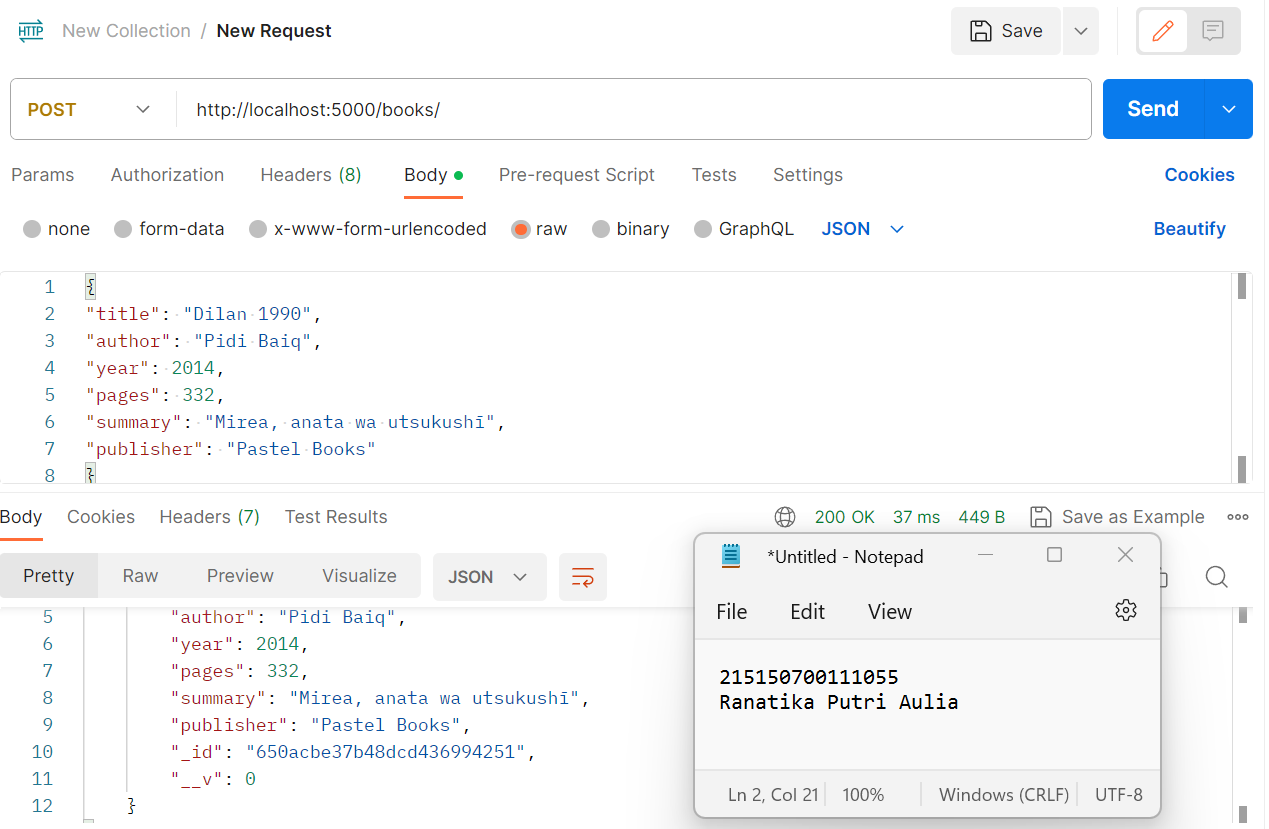 HTTP New Collection / New Request Save
POST http://localhost:5000/books/ Send
Params Authorization Headers (8) Body Pre-request Script Tests Settings Cookies
none form-data x-www-form-urlencoded raw binary GraphQL JSON Beautify
1 {
2 "title": "Dilan 1990",
3 "author": "Pidi Baiq",
4 "year": 2014,
5 "pages": 332,
6 "summary": "Mirea, anata wa utsukushī",
7 "publisher": "Pastel Books"
8 }
Body Cookies Headers (7) Test Results 200 OK 37 ms 449 B Save as Example
Pretty Raw Preview Visualize JSON
5 "author": "Pidi Baiq",
6 "year": 2014,
7 "pages": 332,
8 "summary": "Mirea, anata wa utsukushī",
9 "publisher": "Pastel Books",
10 "_id": "650acbe37b48dcd436994251",
11 "__v": 0
12 }
*Untitled - Notepad
File Edit View
215150700111055
Ranatika Putri Aulia
Ln 2, Col 21 100% Windows (CRLF) UTF-8